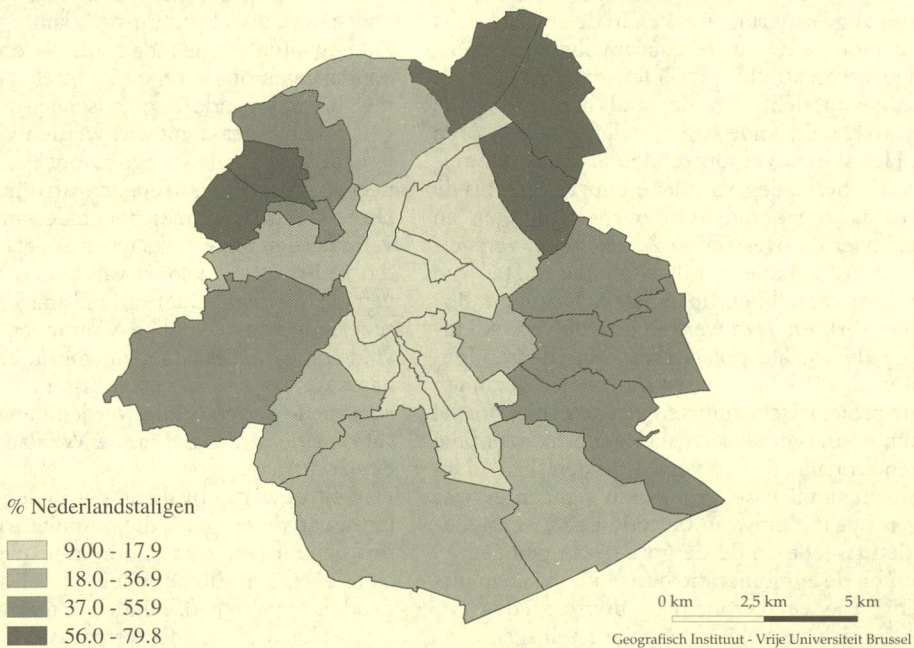 % Nederlandstaligen
9.00 - 17.9
18.0 - 36.9
37.0 - 55.9
56.0 - 79.8
0 km 2,5 km 5 km
Geografisch Instituut - Vrije Universiteit Brussel